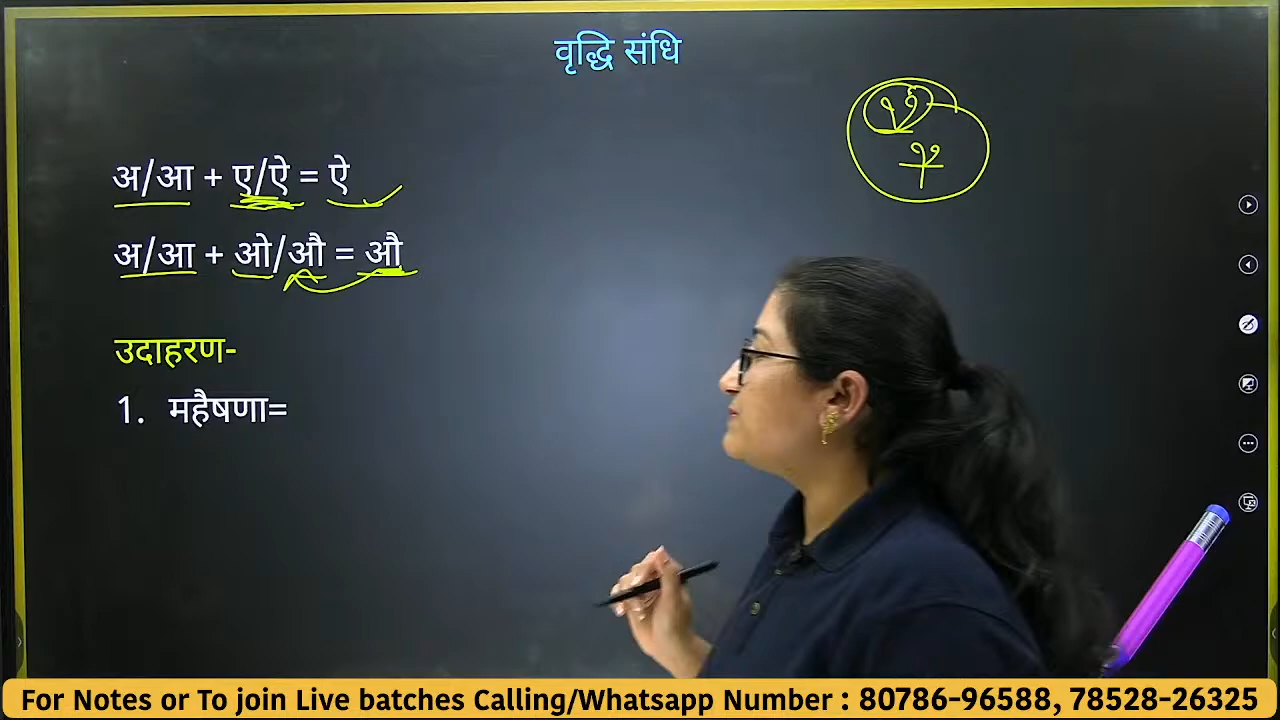 वृद्धि संधि
अ/आ + ए/ऐ = ऐ
अ/आ + ओ/औ = औ
उदाहरण-
1. महैषणा=
For Notes or To join Live batches Calling/Whatsapp Number : 80786-96588, 78528-26325